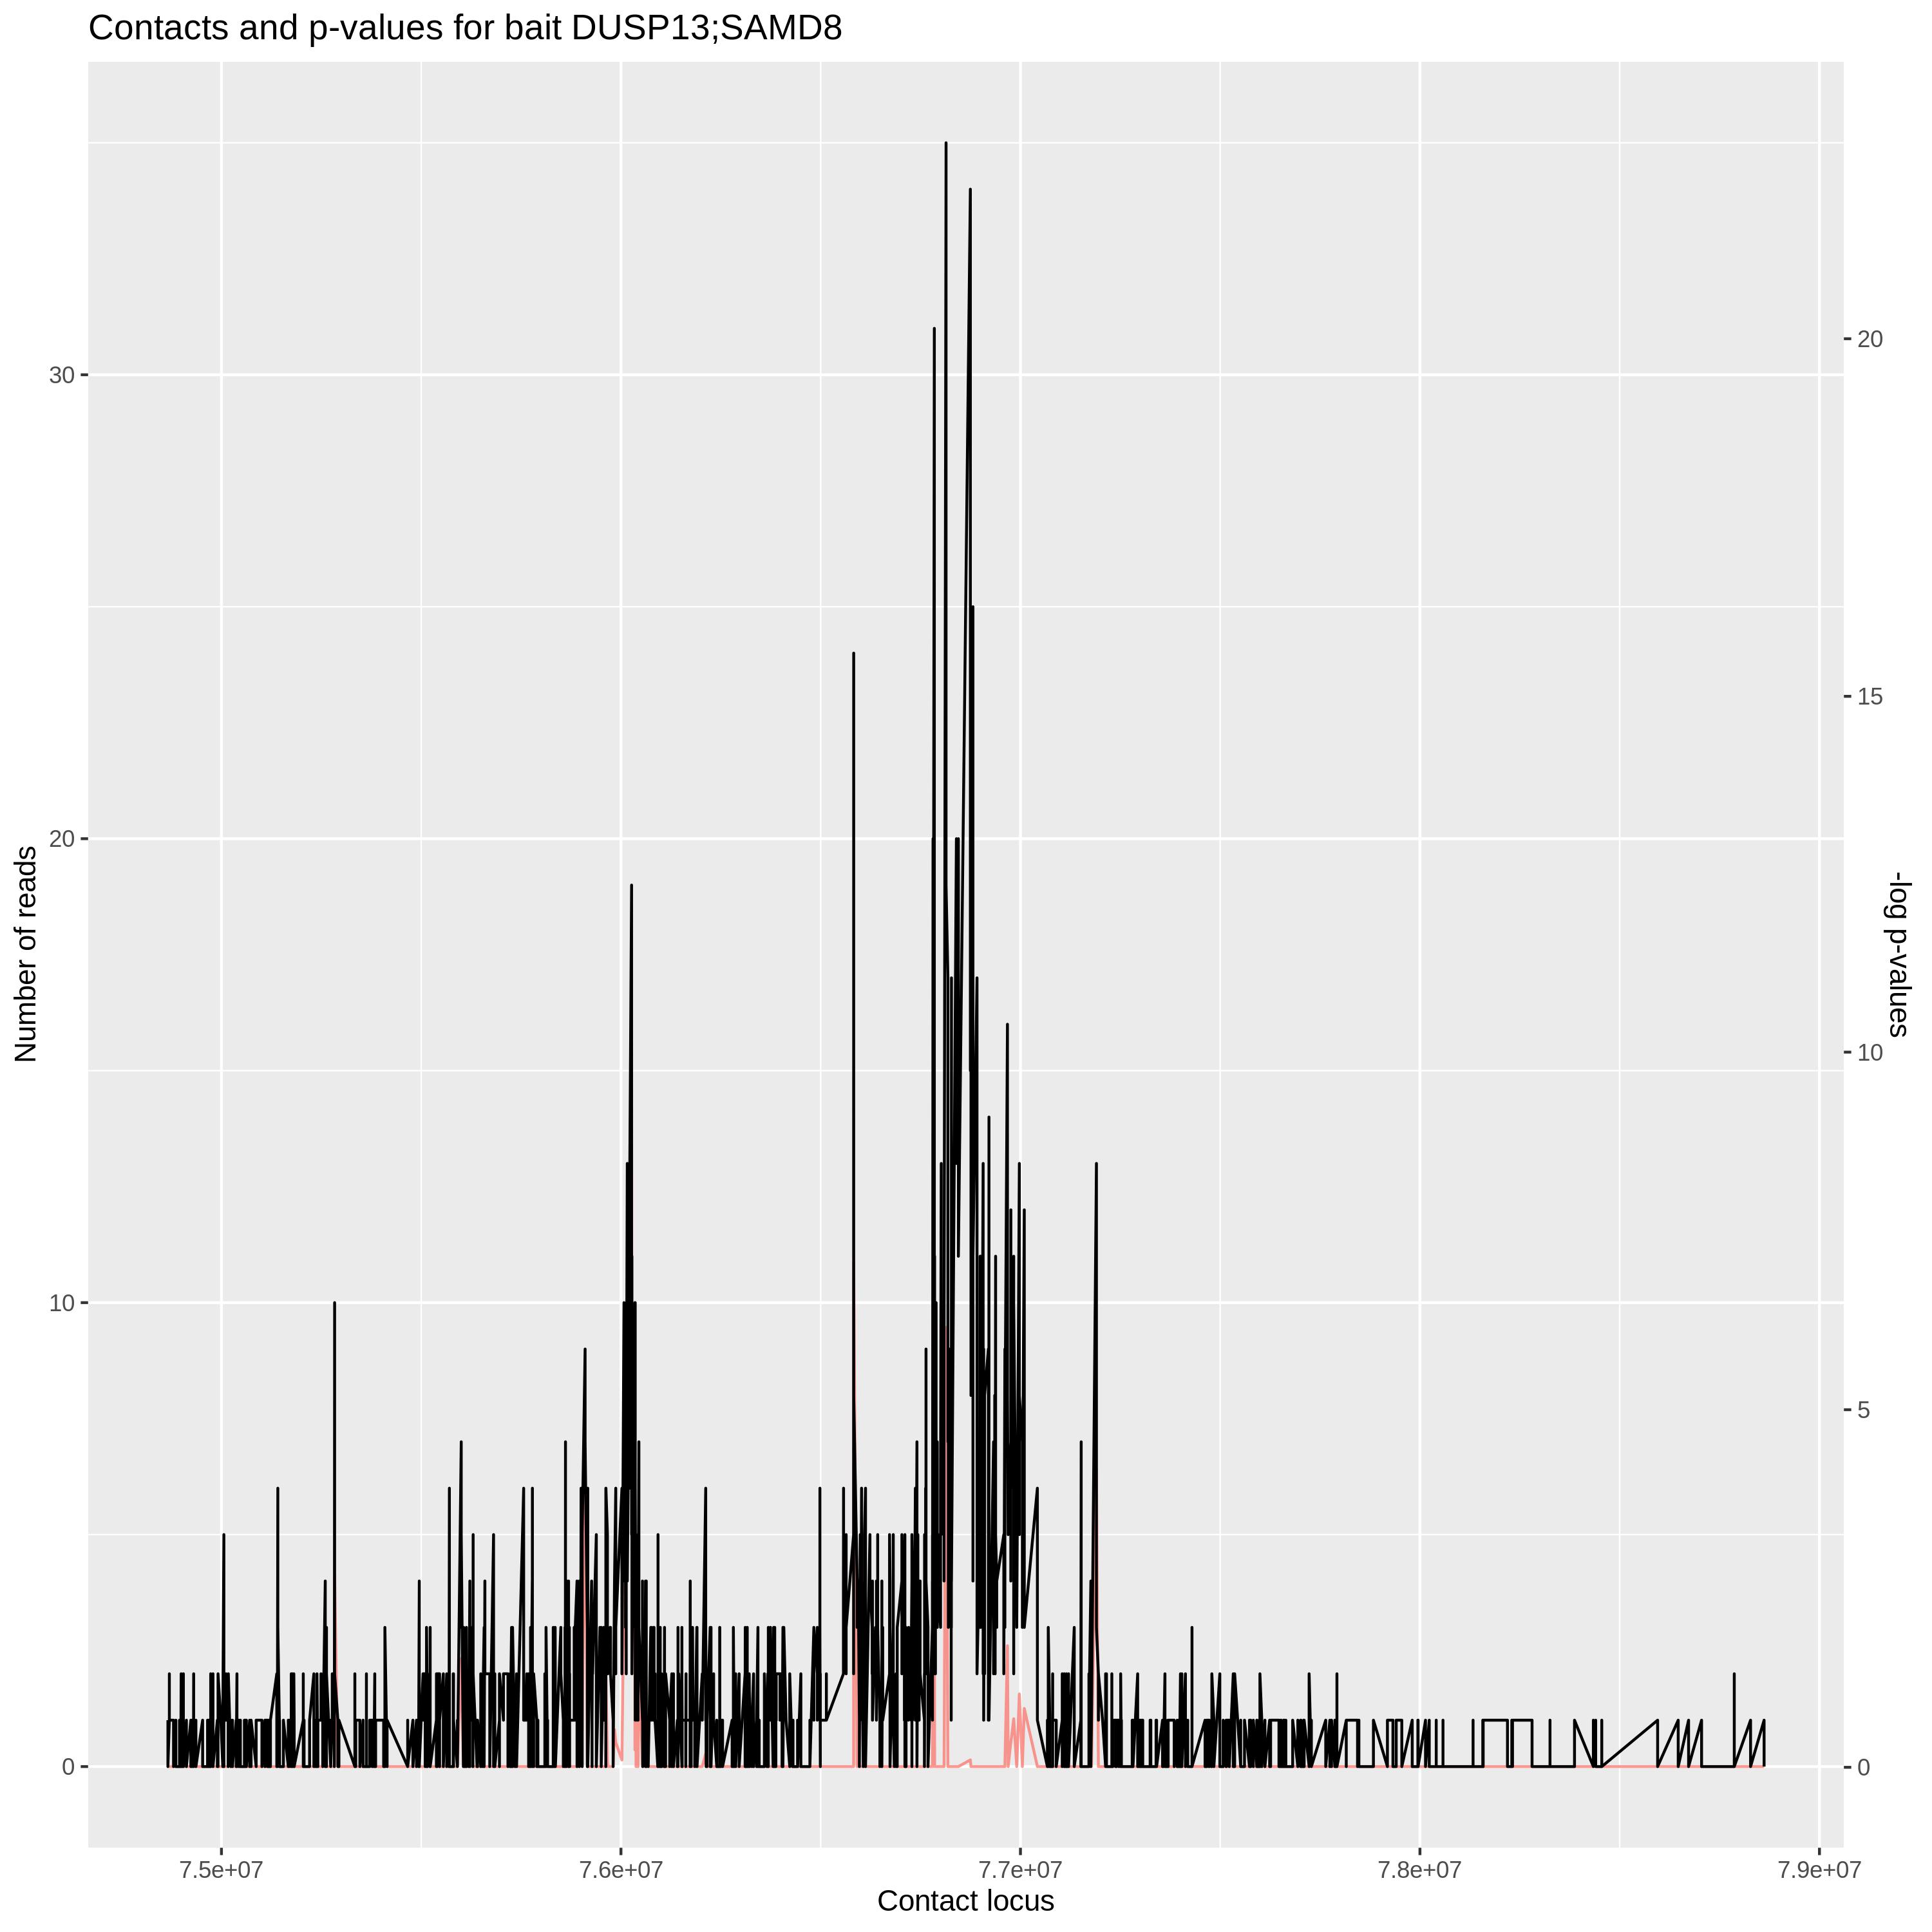 Contacts and p-values for bait DUSP13;SAMD8
30
20
10
0
Number of reads
20
15
10
5
0
-log p-values
7.5e+07 7.6e+07 7.7e+07 7.8e+07 7.9e+07
Contact locus